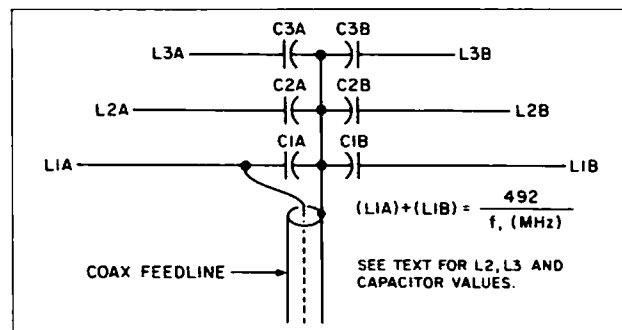 C3A C3B
L3A L3B
C2A C2B
L2A L2B
C1A C1B
L1A L1B
(L1A)+(L1B) = 492
f, (MHz)
COAX FEEDLINE
SEE TEXT FOR L2, L3 AND
CAPACITOR VALUES.